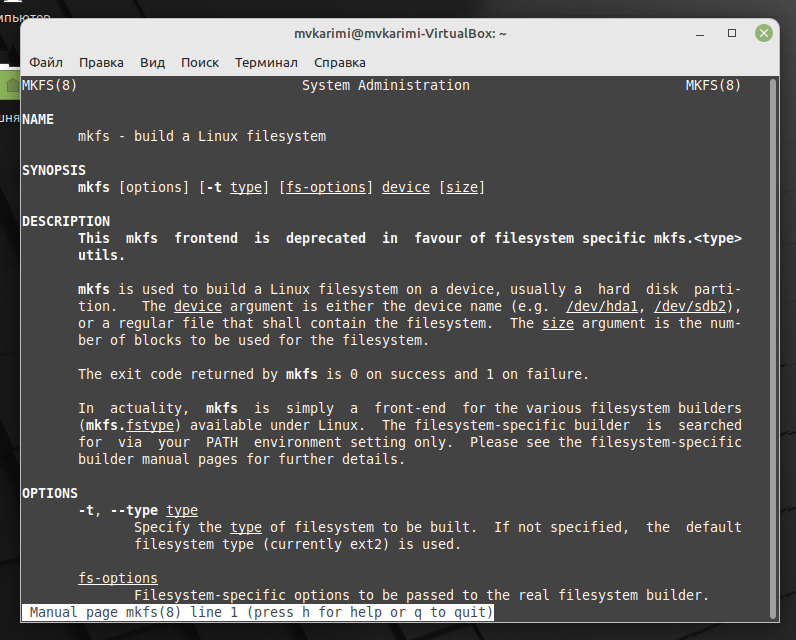 mvkarimi@mvkarimi-VirtualBox: ~
Файл Правка Вид Поиск Терминал Справка
MKFS(8) System Administration MKFS(8)
NAME
mkfs - build a Linux filesystem
SYNOPSIS
mkfs [options] [-t type] [fs-options] device [size]
DESCRIPTION
This mkfs frontend is deprecated in favour of filesystem specific mkfs.<type>
utils.
mkfs is used to build a Linux filesystem on a device, usually a hard disk parti-
tion. The device argument is either the device name (e.g. /dev/hda1, /dev/sdb2),
or a regular file that shall contain the filesystem. The size argument is the num-
ber of blocks to be used for the filesystem.
The exit code returned by mkfs is 0 on success and 1 on failure.
In actuality, mkfs is simply a front-end for the various filesystem builders
(mkfs.fstype) available under Linux. The filesystem-specific builder is searched
for via your PATH environment setting only. Please see the filesystem-specific
builder manual pages for further details.
OPTIONS
-t, --type type
Specify the type of filesystem to be built. If not specified, the default
filesystem type (currently ext2) is used.
fs-options
Filesystem-specific options to be passed to the real filesystem builder.
Manual page mkfs(8) line 1 (press h for help or q to quit)